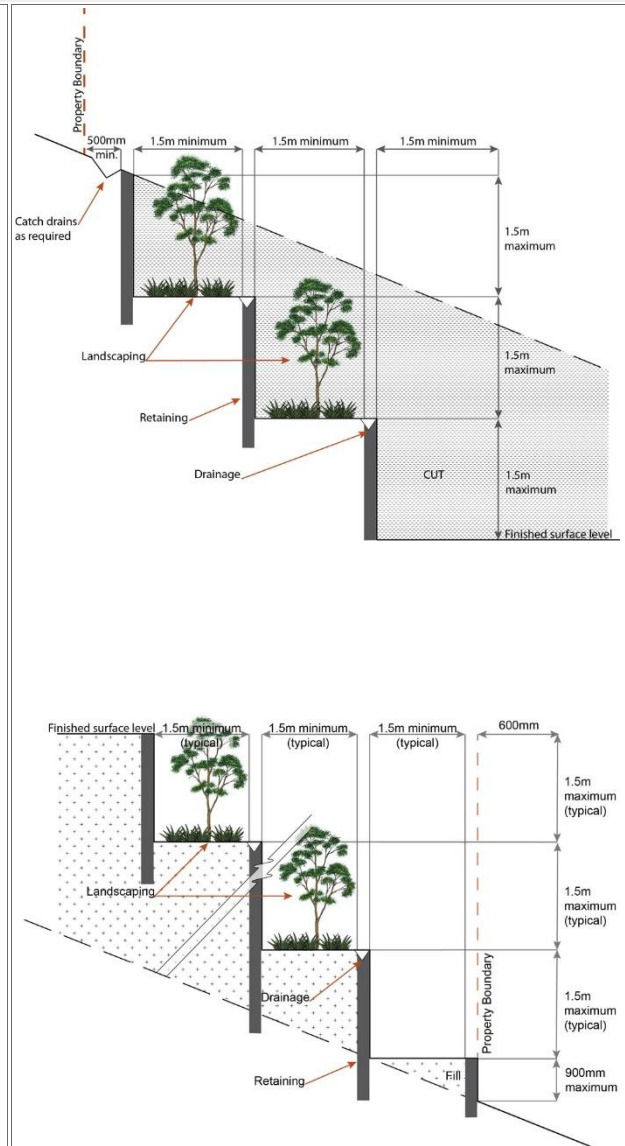 Property Boundary
500mm
min.
1.5m minimum
1.5m minimum
1.5m minimum
Catch drains
as required
1.5m
maximum
Landscaping
1.5m
maximum
Retaining
Drainage
CUT
1.5m
maximum
Finished surface level
Finished surface level
1.5m minimum
(typical)
1.5m minimum
(typical)
1.5m minimum
(typical)
600mm
1.5m
maximum
(typical)
Landscaping
1.5m
maximum
(typical)
Drainage
1.5m
maximum
(typical)
Property Boundary
Retaining
Fill
900mm
maximum